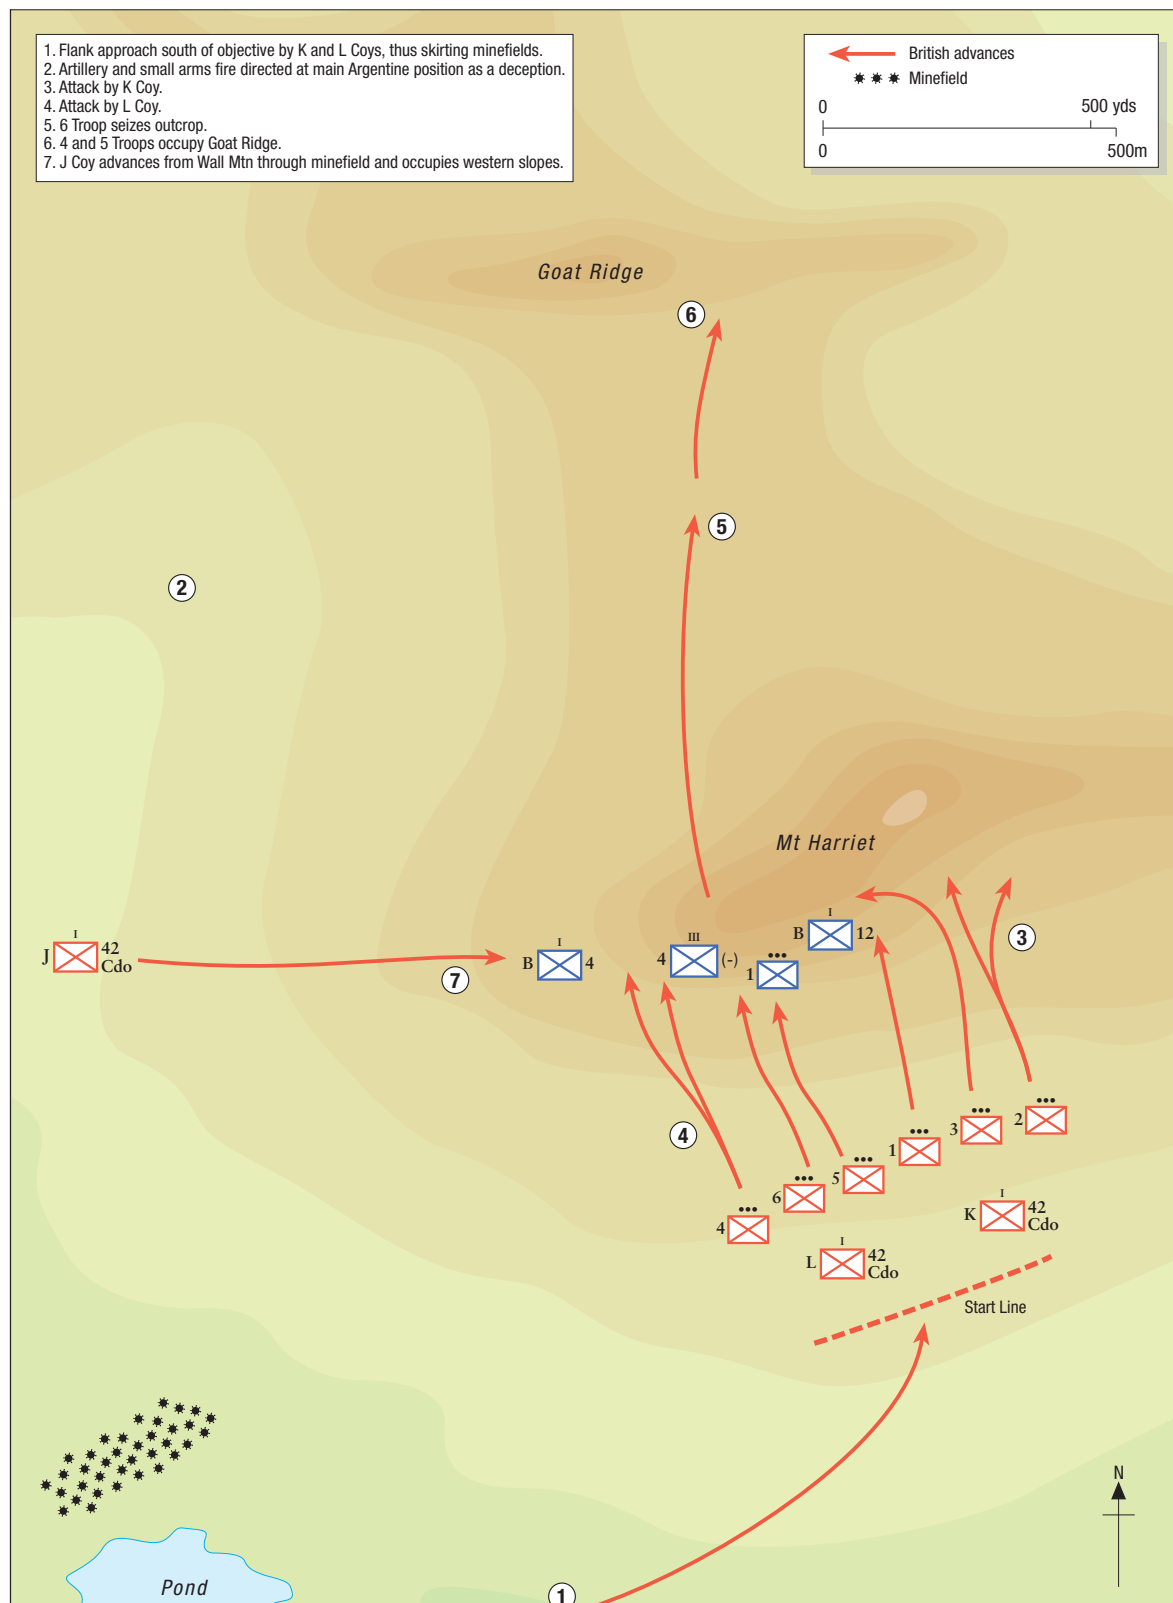 1. Flank approach south of objective by K and L Coys, thus skirting minefields.
2. Artillery and small arms fire directed at main Argentine position as a deception.
3. Attack by K Coy.
4. Attack by L Coy.
5. 6 Troop seizes outcrop.
6. 4 and 5 Troops occupy Goat Ridge.
7. J Coy advances from Wall Mtn through minefield and occupies western slopes.
British advances
Minefield
0 500 yds
0 500m
Goat Ridge
6
5
2
Mt Harriet
I
B 12
3
I
J 42
Cdo
7
I
B 4
III
4 (-)
1
4
2
3
1
5
6
4
I
K 42
Cdo
I
L 42
Cdo
Start Line
N
Pond
1